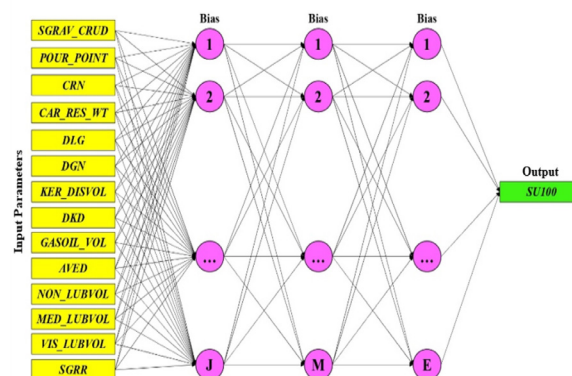 Bias Bias Bias
Input Parameters
SGRAV_CRUD
POUR_POINT
CRN
CAR_RES_WT
DLG
DGN
KER_DISVOL
DKD
GASOIL_VOL
AVED
NON_LUBVOL
MED_LUBVOL
VIS_LUBVOL
SGRR
1 1 1
2 2 2
... ... ...
J M E
Output
SU100